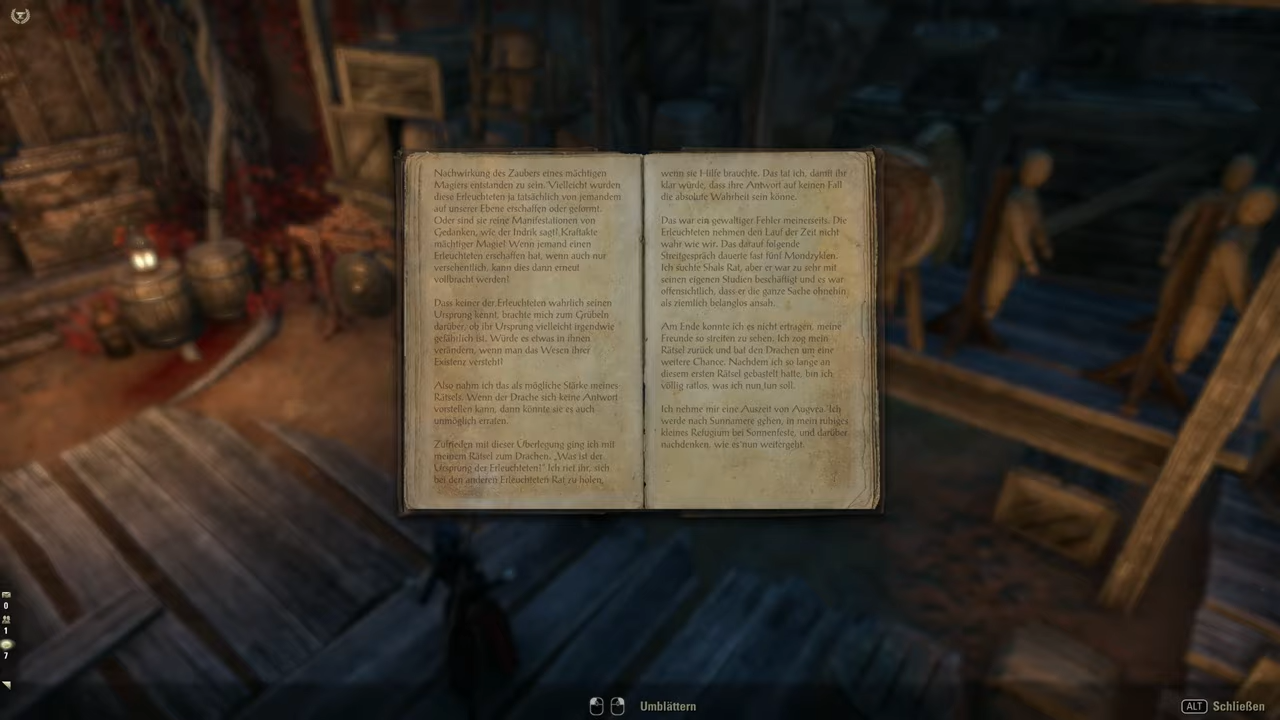 Nachwirkung des Zaubers eines mächtigen
Magiers entstanden zu sein. Vielleicht wurden
diese Erleuchteten ja tatsächlich von jemandem
auf unserer Ebene erschaffen oder geformt.
Oder sind sie reine Manifestationen von
Gedanken, wie der Indrik sagt? Kraftakte
mächtiger Magie? Wenn jemand einen
Erleuchteten erschaffen hat, wenn auch nur
versehentlich, kann dies dann erneut
vollbracht werden?
Dass keiner der Erleuchteten wahrlich seinen
Ursprung kennt, brachte mich zum Grübeln
darüber, ob ihr Ursprung vielleicht irgendwie
gefährlich ist. Würde es etwas in ihnen
verändern, wenn man das Wesen ihrer
Existenz versteht?
Also nahm ich das als mögliche Stärke meines
Rätsels. Wenn der Drache sich keine Antwort
vorstellen kann, dann könnte sie es auch
unmöglich erraten.
Zufrieden mit dieser Überlegung ging ich mit
meinem Rätsel zum Drachen. „Was ist der
Ursprung der Erleuchteten?“ Ich rief ihr, sich
bei den anderen Erleuchteten Rat zu holen,
wenn sie Hilfe brauchte. Das tat ich, damit ihr
klar würde, dass ihre Antwort auf keinen Fall
die absolute Wahrheit sein könne.
Das war ein gewaltiger Fehler meinerseits. Die
Erleuchteten nehmen den Lauf der Zeit nicht
wahr wie wir. Das darauf folgende
Streitgespräch dauerte fast fünf Mondzyklen.
Ich suchte Shals Rat, aber er war zu sehr mit
seinen eigenen Studien beschäftigt und es war
offensichtlich, dass er die ganze Sache ohnehin
als ziemlich belanglos ansah.
Am Ende konnte ich es nicht ertragen, meine
Freunde so streiten zu sehen. Ich zog mein
Rätsel zurück und bat den Drachen um eine
weitere Chance. Nachdem ich so lange an
diesem ersten Rätsel gebastelt hatte, bin ich
völlig ratlos, was ich nun tun soll.
Ich nehme mir eine Auszeit von Augvea. Ich
werde nach Sunnamere gehen, in mein ruhiges
kleines Refugium bei Sonnenfeste, und darüber
nachdenken, wie es nun weitergeht.
0
1
7
Umblättern
ALT Schließen